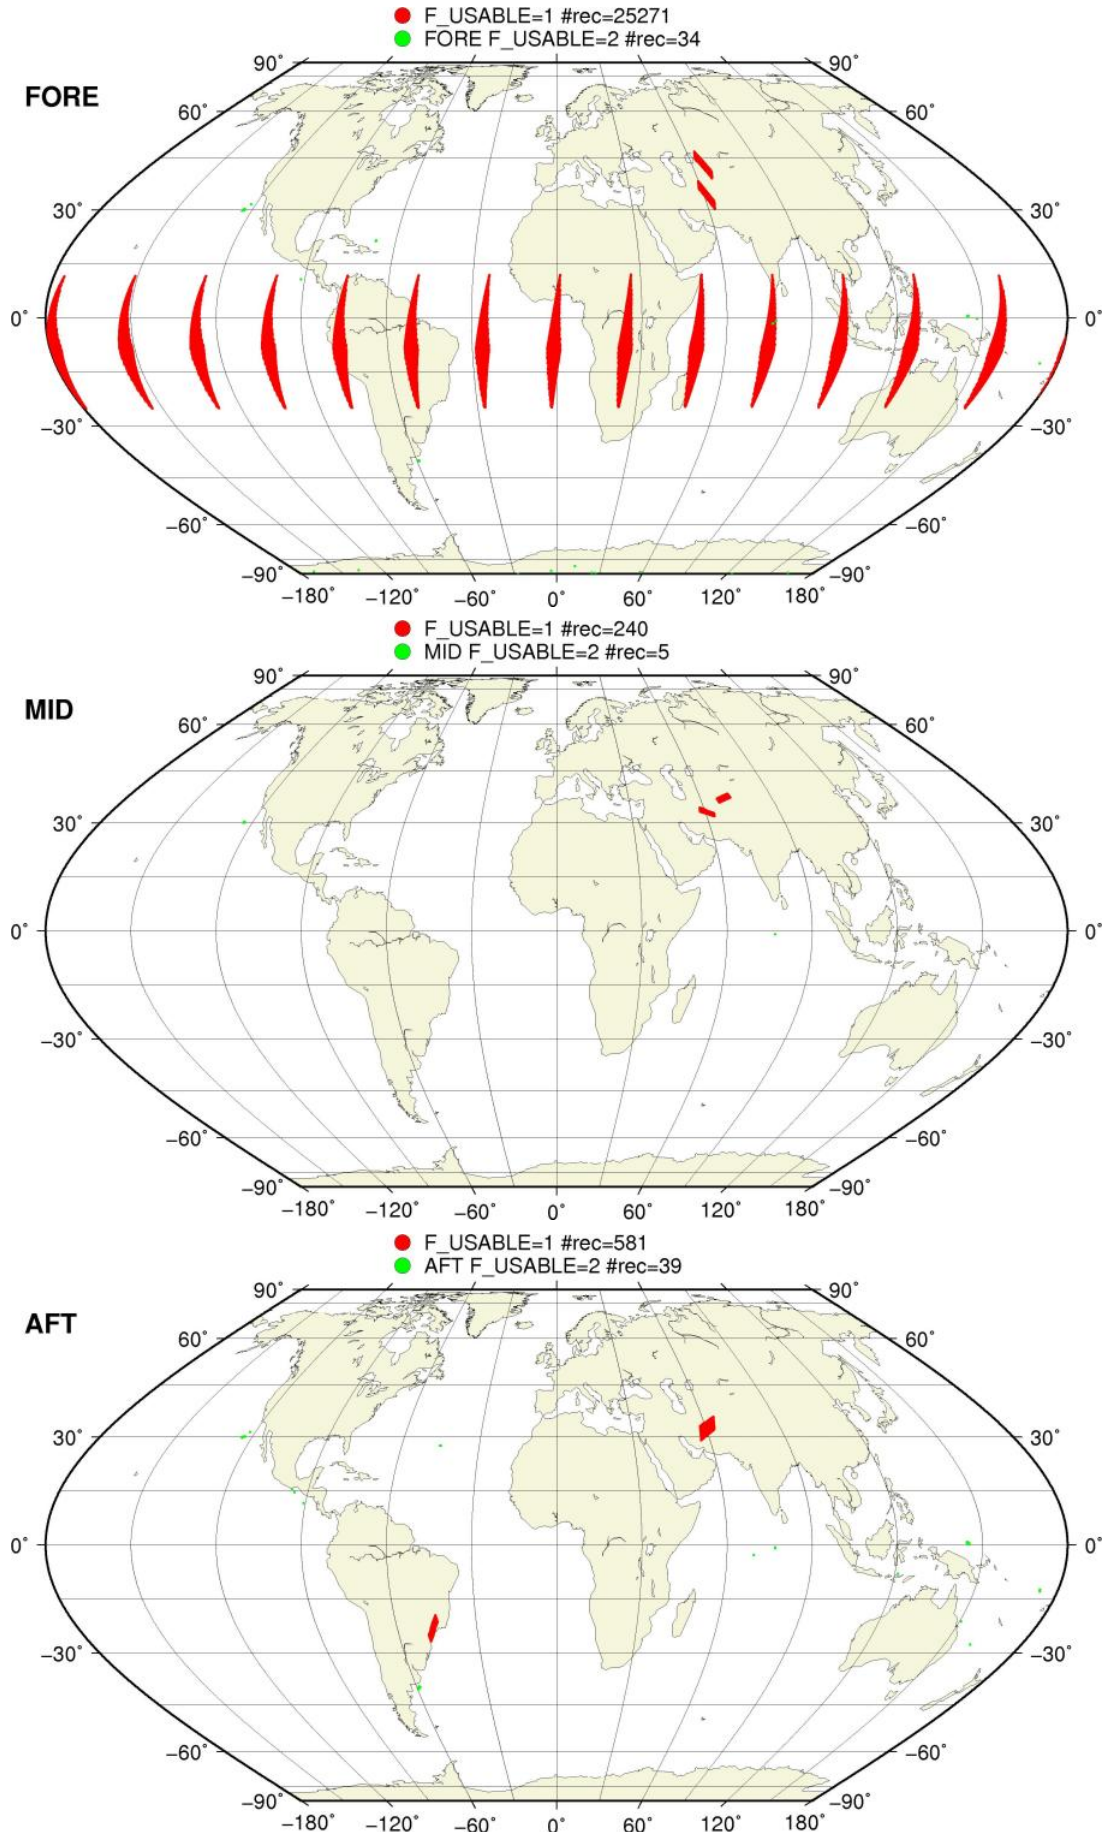 F_USABLE=1 #rec=25271
FORE F_USABLE=2 #rec=34
FORE
90˚ 90˚
60˚ 60˚
30˚ 30˚
0˚ 0˚
−30˚ −30˚
−60˚ −60˚
−90˚ −90˚
−180˚ −120˚ −60˚ 0˚ 60˚ 120˚ 180˚
F_USABLE=1 #rec=240
MID F_USABLE=2 #rec=5
MID
90˚ 90˚
60˚ 60˚
30˚ 30˚
0˚ 0˚
−30˚ −30˚
−60˚ −60˚
−90˚ −90˚
−180˚ −120˚ −60˚ 0˚ 60˚ 120˚ 180˚
F_USABLE=1 #rec=581
AFT F_USABLE=2 #rec=39
AFT
90˚ 90˚
60˚ 60˚
30˚ 30˚
0˚ 0˚
−30˚ −30˚
−60˚ −60˚
−90˚ −90˚
−180˚ −120˚ −60˚ 0˚ 60˚ 120˚ 180˚